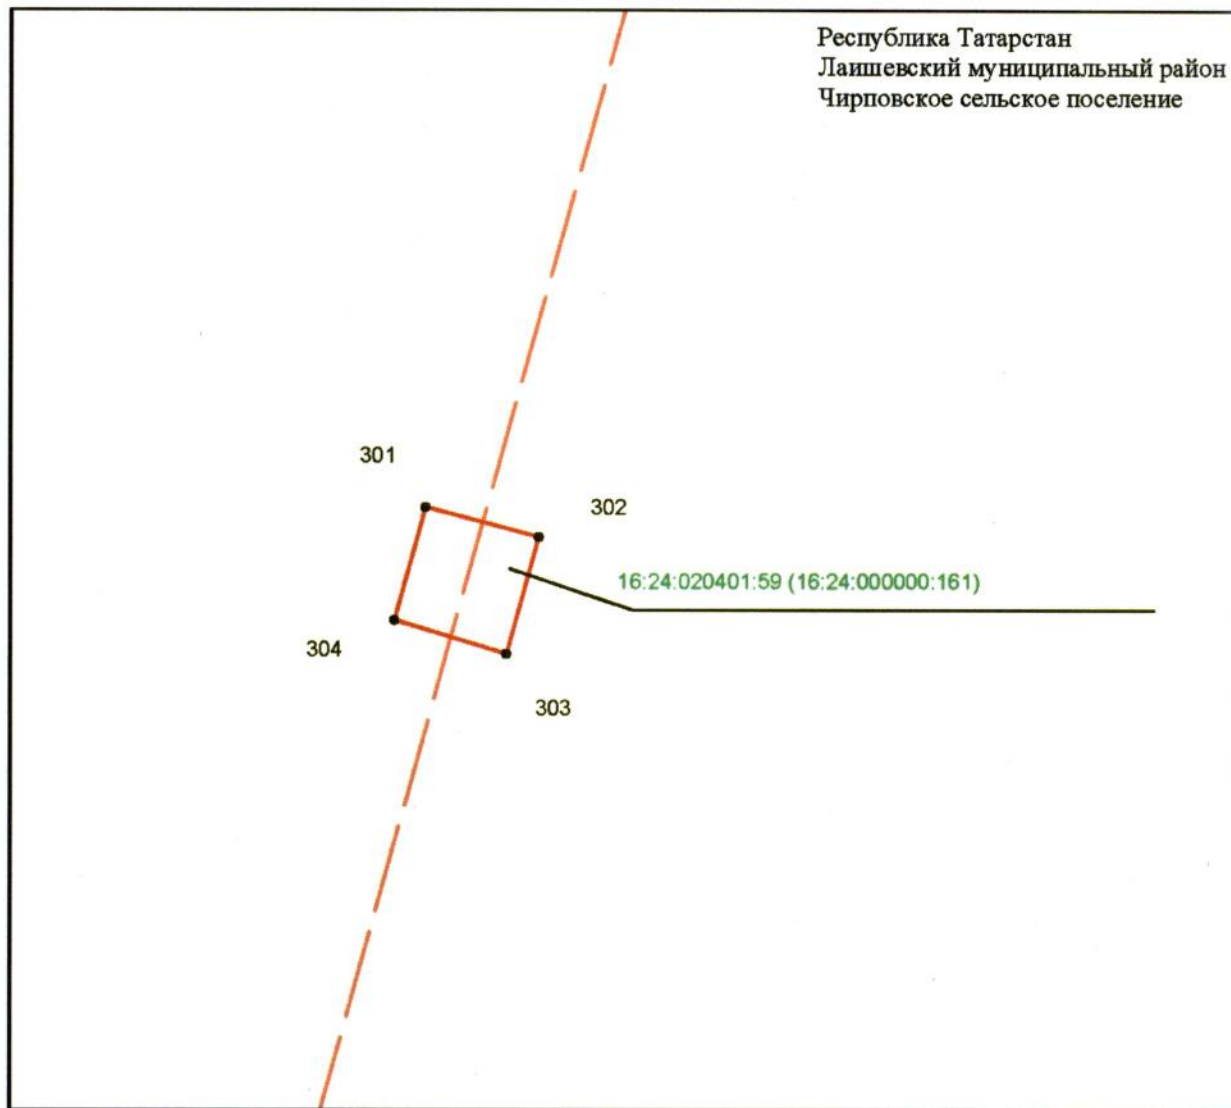 Республика Татарстан
Лаишевский муниципальный район
Чирповское сельское поселение
301
302
16:24:020401:59 (16:24:000000:161)
304
303